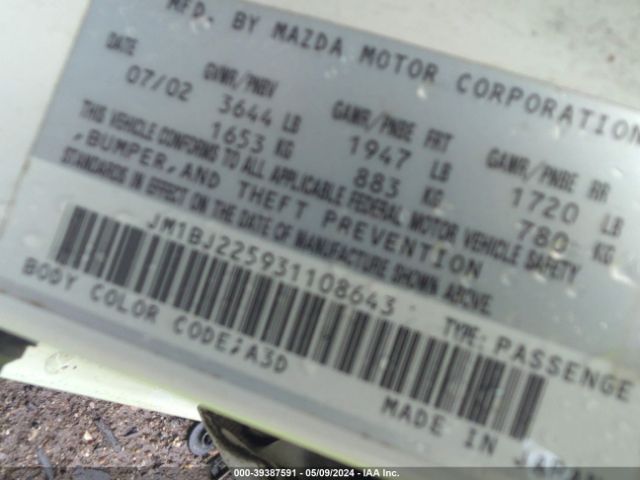 MFD. BY MAZDA MOTOR CORPORATION
DATE GVWR/PNBV GAWR/PNBE FRT GAWR/PNBE RR
07/02 3644 LB 1947 LB 1720 LB
1653 KG 883 KG 780 KG
THIS VEHICLE CONFORMS TO ALL APPLICABLE FEDERAL MOTOR VEHICLE SAFETY
,BUMPER,AND THEFT PREVENTION
STANDARDS IN EFFECT ON THE DATE OF MANUFACTURE SHOWN ABOVE.
JM1BJ225931108643 TYPE: PASSENGE
BODY COLOR CODE;A3D MADE IN JAPAN
000-39387591 - 05/09/2024 - IAA Inc.